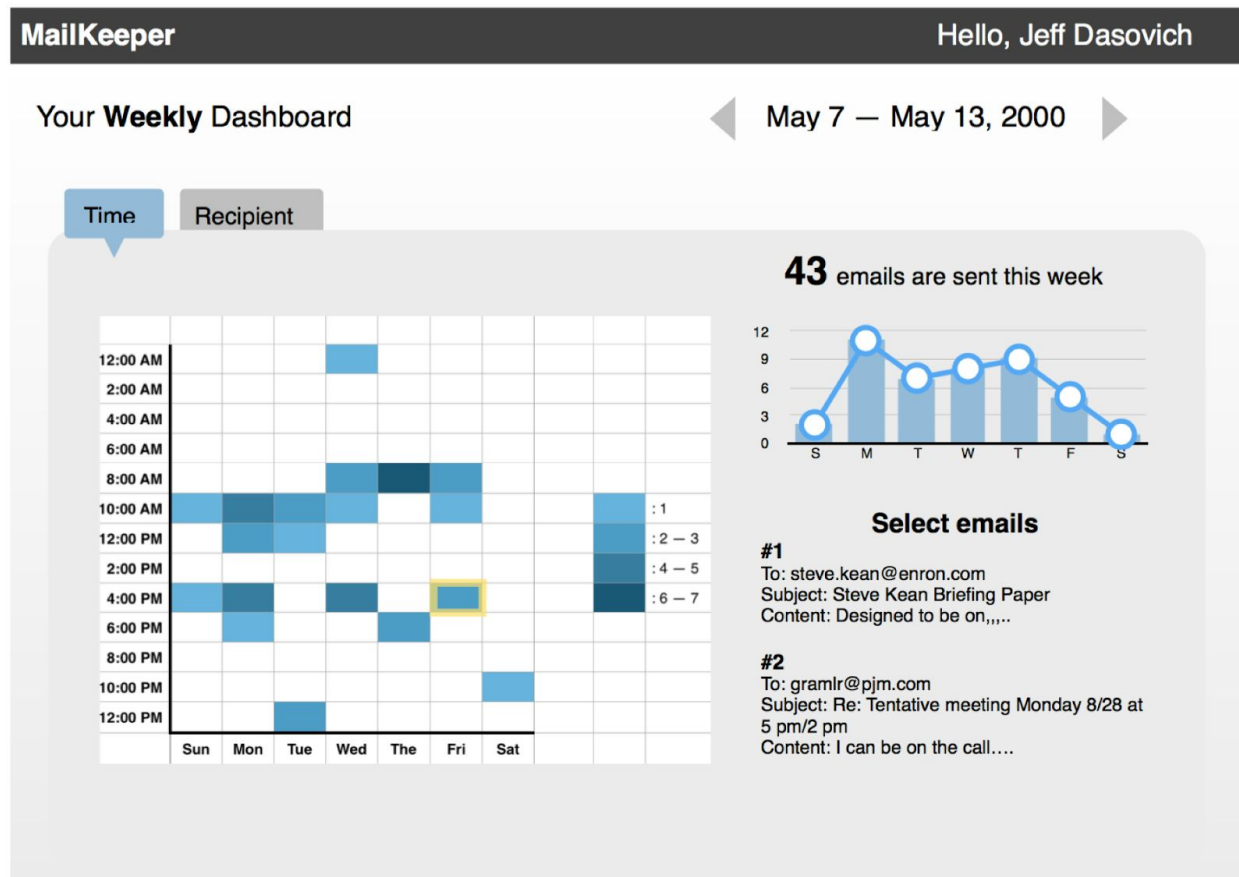 MailKeeper
Hello, Jeff Dasovich
Your Weekly Dashboard
May 7 — May 13, 2000
Time
Recipient
43 emails are sent this week
12
9
6
3
0
S M T W T F S
12:00 AM
2:00 AM
4:00 AM
6:00 AM
8:00 AM
10:00 AM
12:00 PM
2:00 PM
4:00 PM
6:00 PM
8:00 PM
10:00 PM
12:00 PM
Sun Mon Tue Wed The Fri Sat
: 1
: 2 — 3
: 4 — 5
: 6 — 7
Select emails
#1
To: steve.kean@enron.com
Subject: Steve Kean Briefing Paper
Content: Designed to be on,,,..
#2
To: gramlr@pjm.com
Subject: Re: Tentative meeting Monday 8/28 at
5 pm/2 pm
Content: I can be on the call....